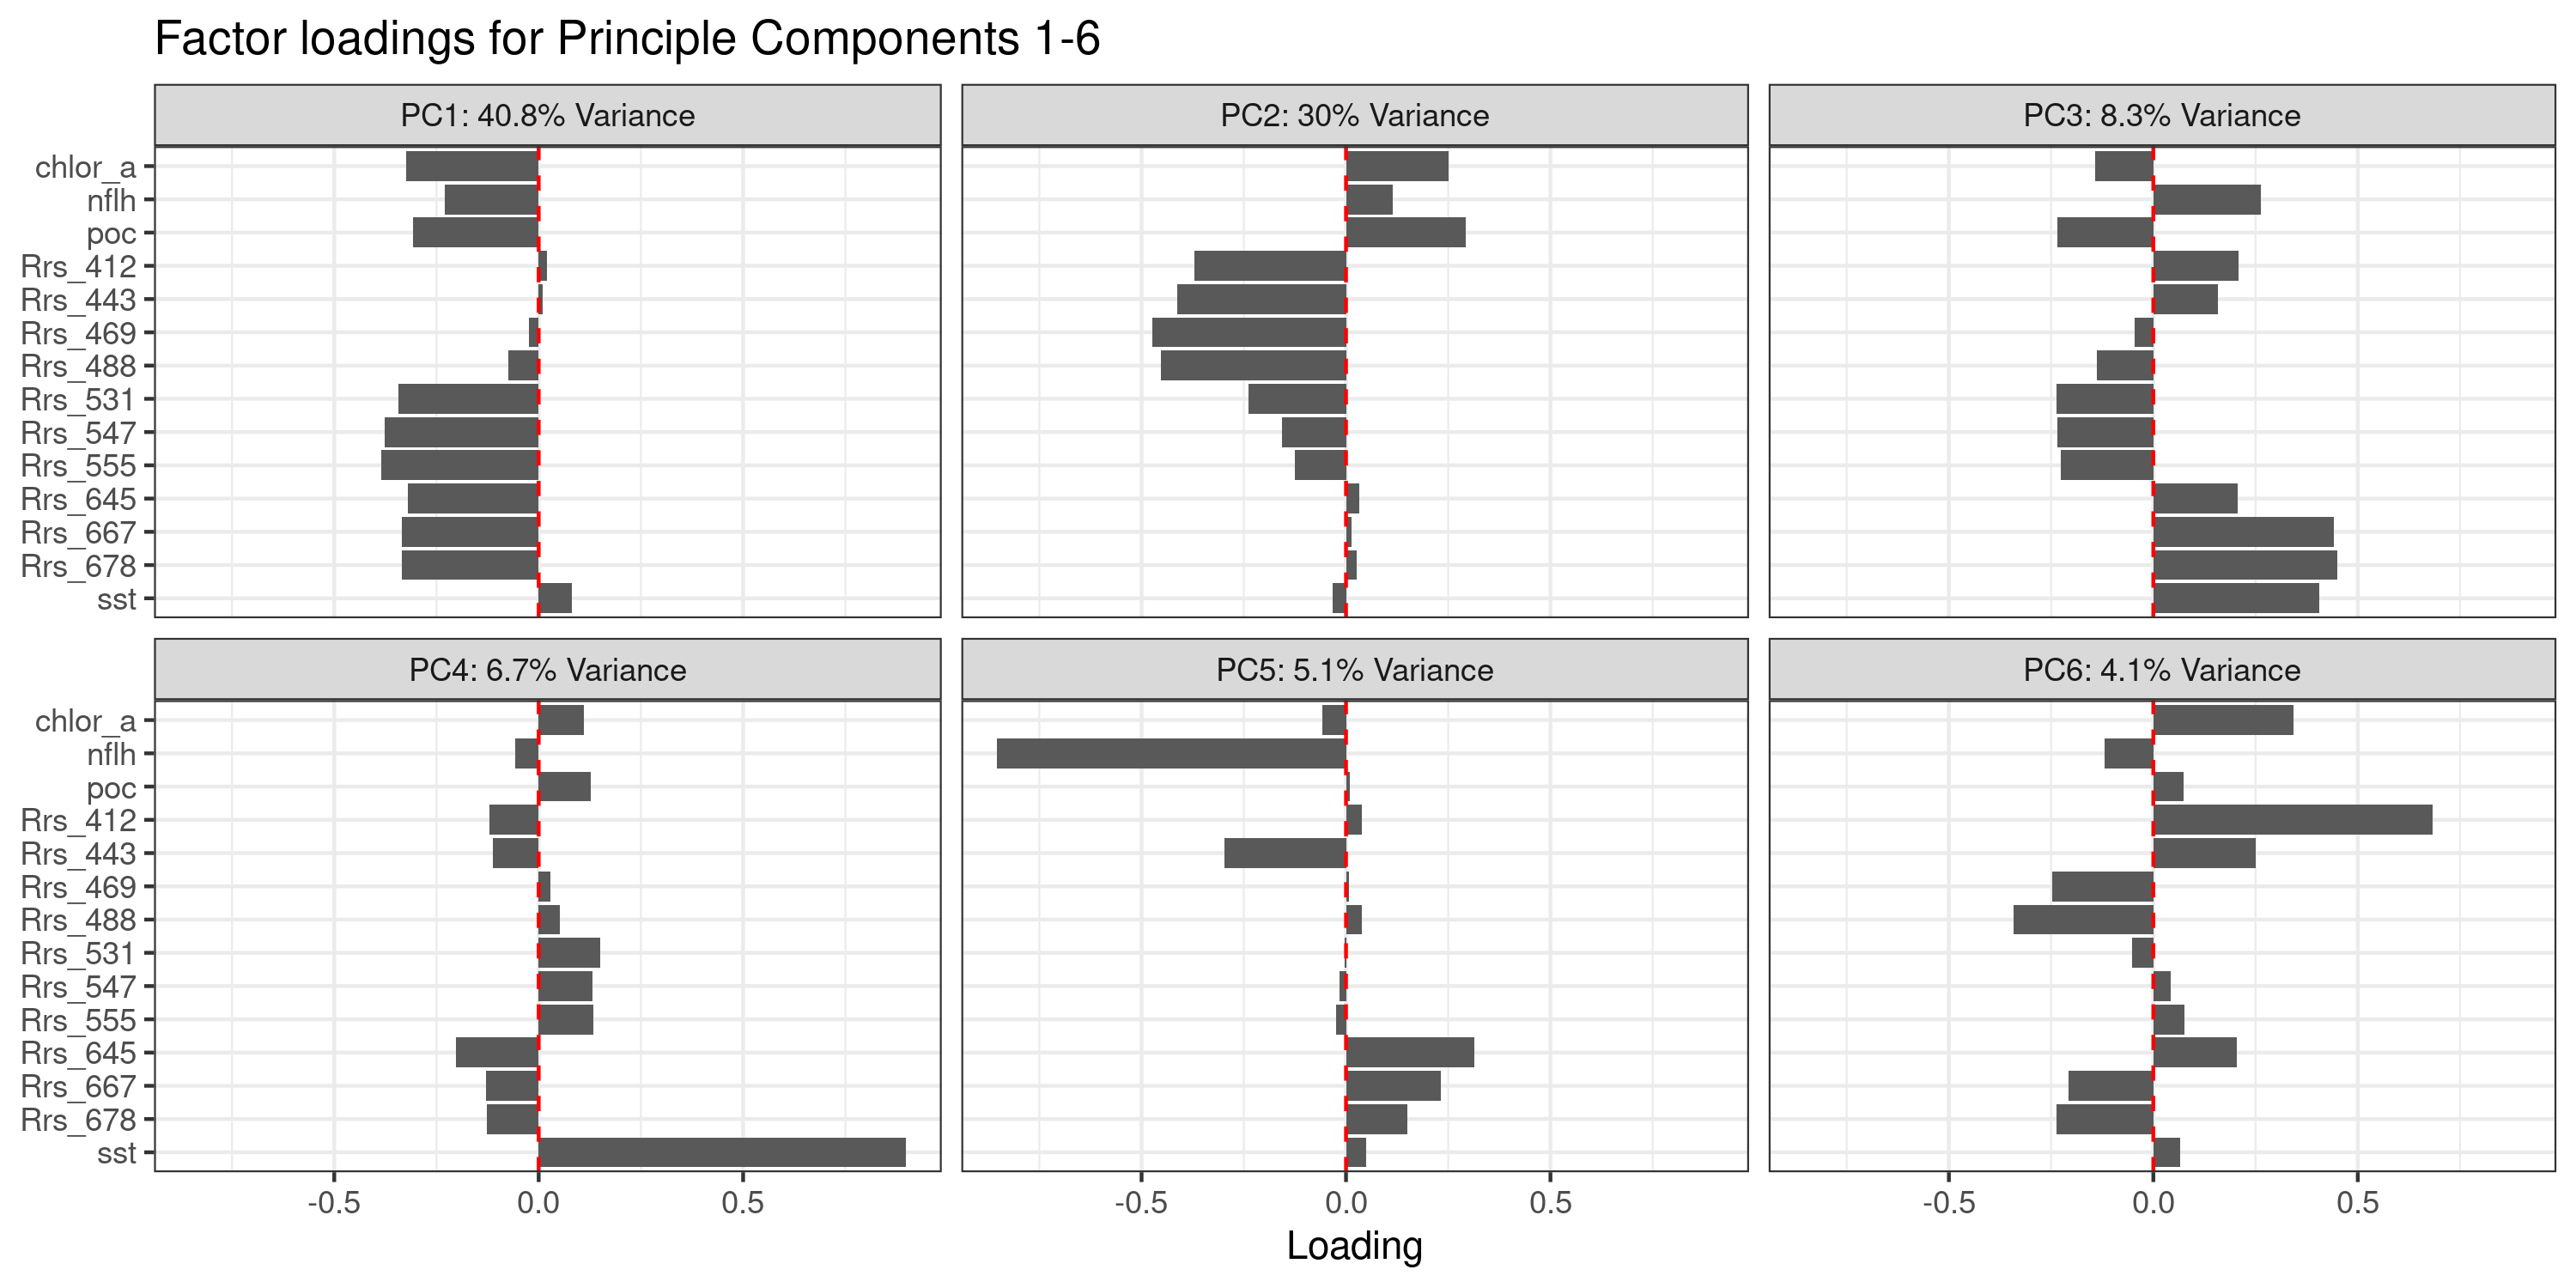 Factor loadings for Principle Components 1-6
PC1: 40.8% Variance
PC2: 30% Variance
PC3: 8.3% Variance
chlor_a
nflh
poc
Rrs_412
Rrs_443
Rrs_469
Rrs_488
Rrs_531
Rrs_547
Rrs_555
Rrs_645
Rrs_667
Rrs_678
sst
PC4: 6.7% Variance
PC5: 5.1% Variance
PC6: 4.1% Variance
chlor_a
nflh
poc
Rrs_412
Rrs_443
Rrs_469
Rrs_488
Rrs_531
Rrs_547
Rrs_555
Rrs_645
Rrs_667
Rrs_678
sst
-0.5 0.0 0.5
-0.5 0.0 0.5
-0.5 0.0 0.5
Loading